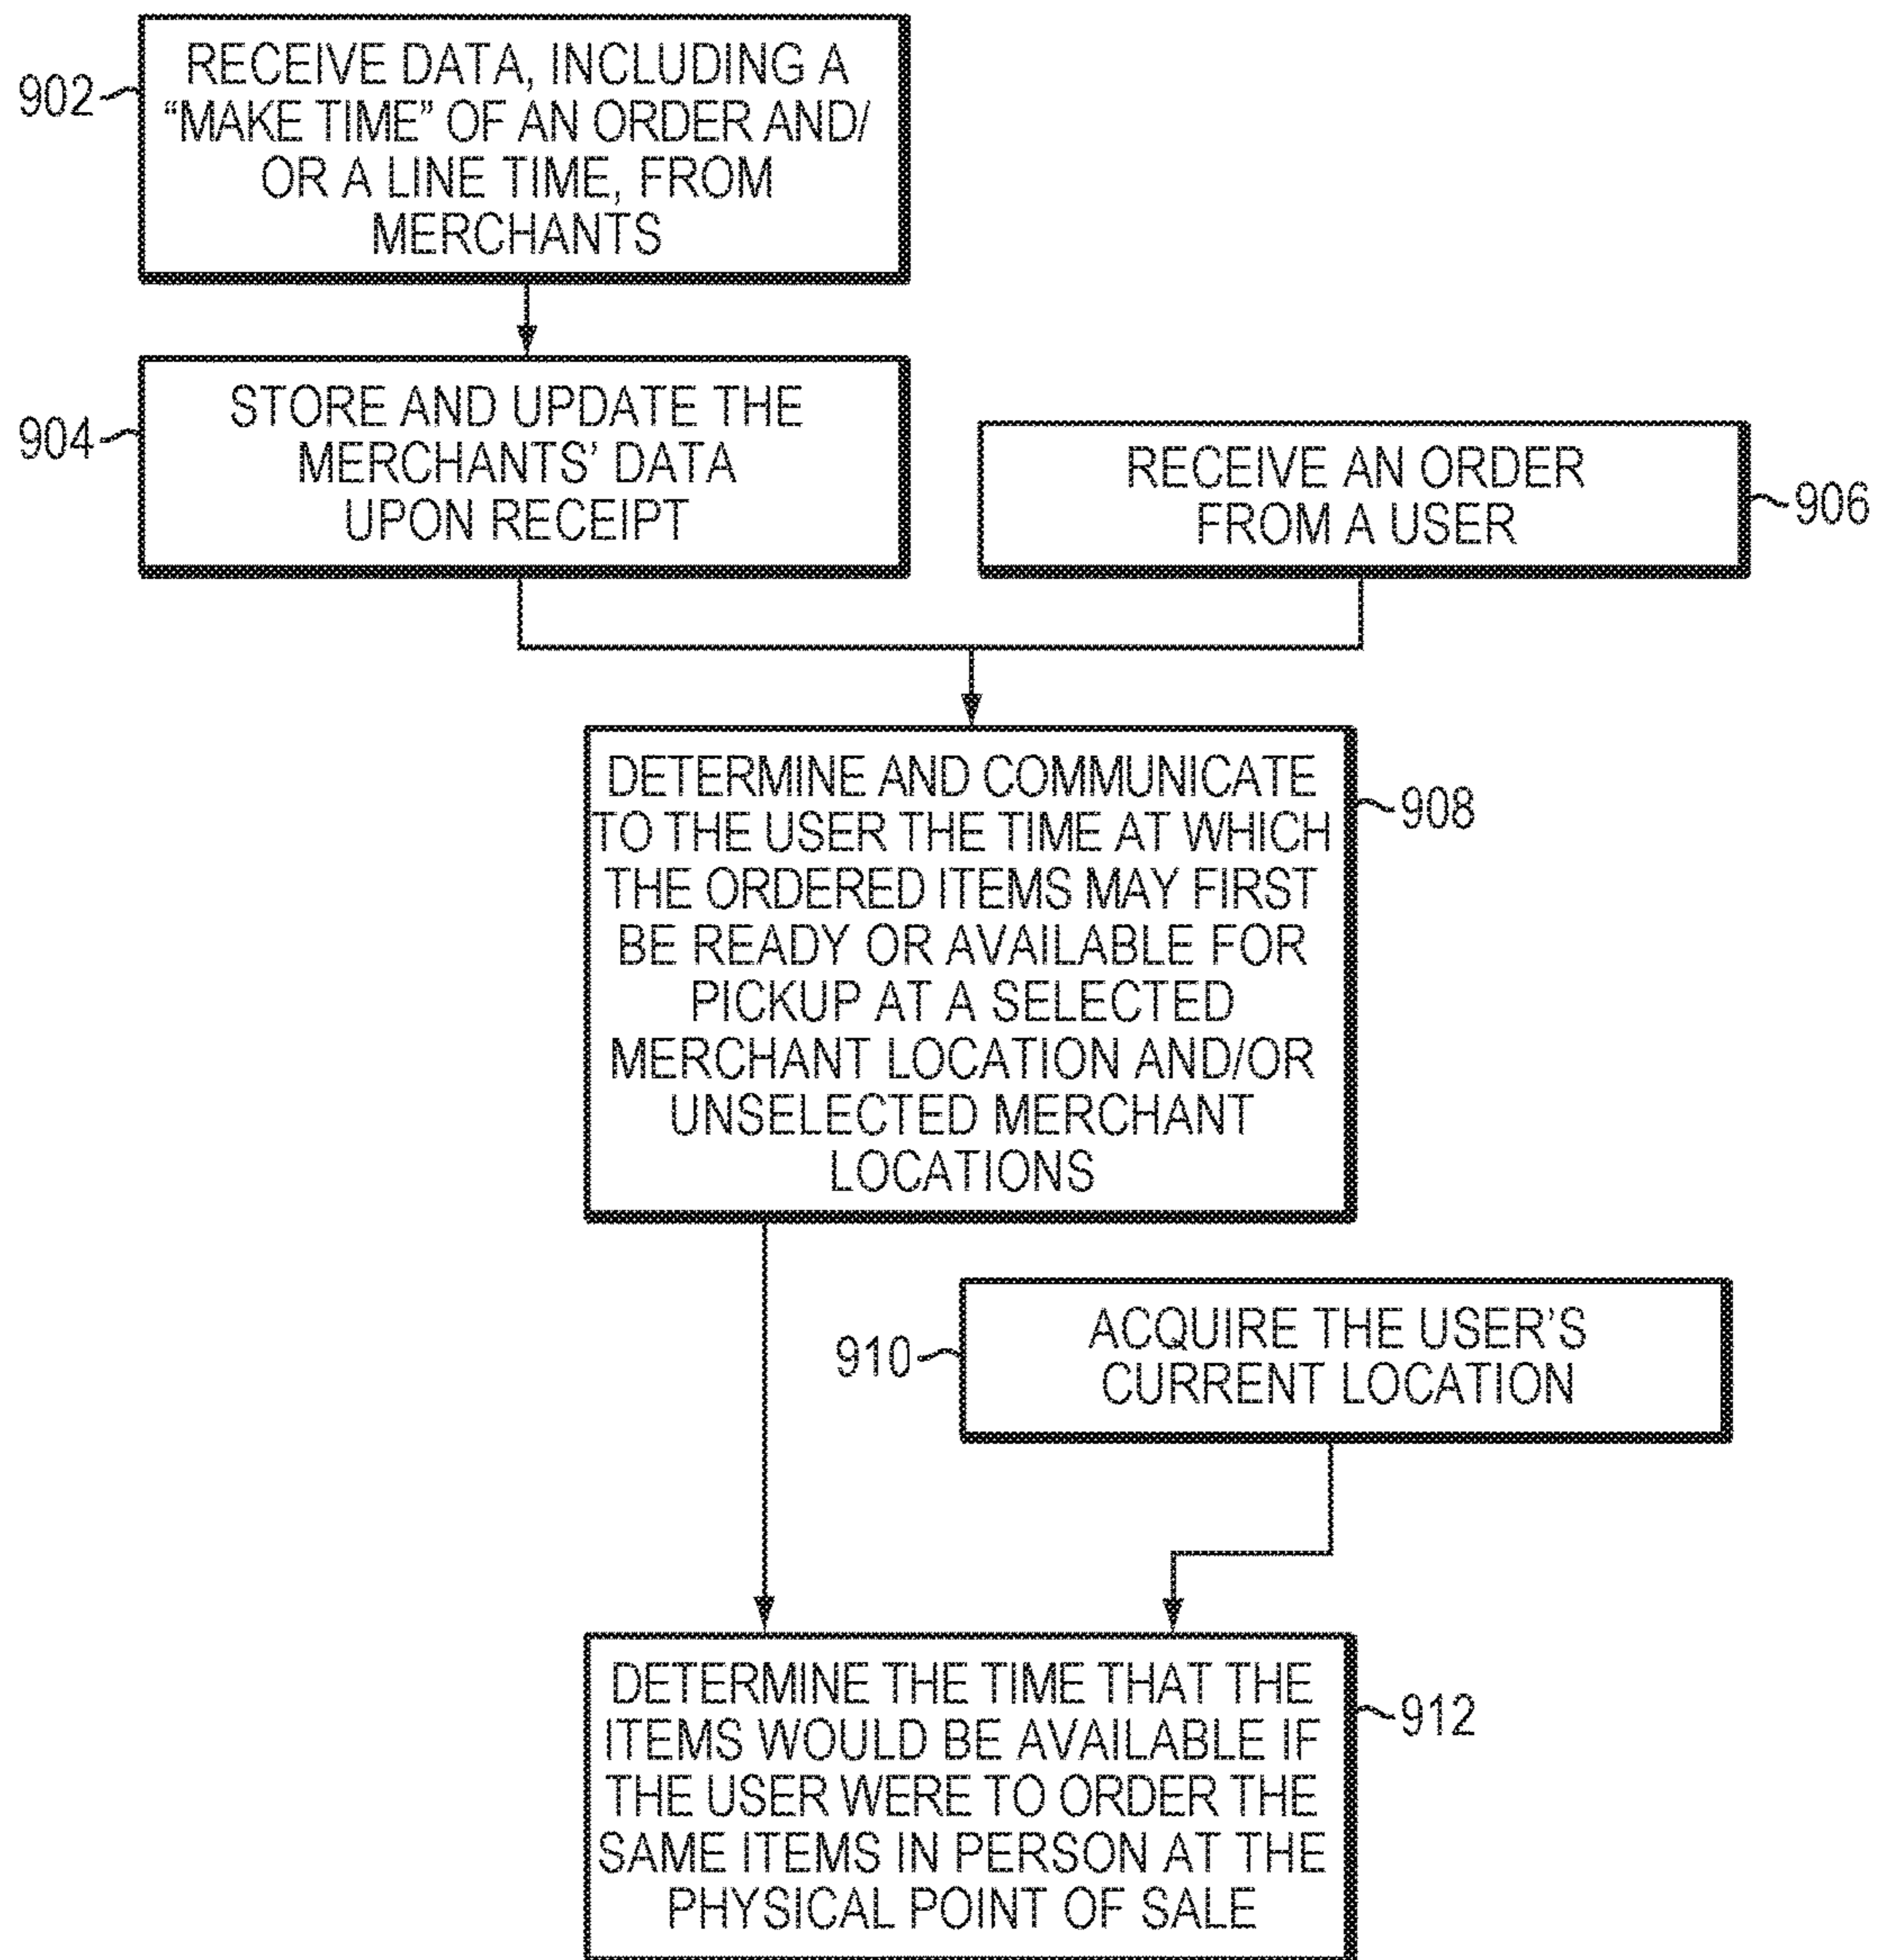 902
RECEIVE DATA, INCLUDING A
“MAKE TIME” OF AN ORDER AND/
OR A LINE TIME, FROM
MERCHANTS
904
STORE AND UPDATE THE
MERCHANTS’ DATA
UPON RECEIPT
RECEIVE AN ORDER
FROM A USER
906
DETERMINE AND COMMUNICATE
TO THE USER THE TIME AT WHICH
THE ORDERED ITEMS MAY FIRST
BE READY OR AVAILABLE FOR
PICKUP AT A SELECTED
MERCHANT LOCATION AND/OR
UNSELECTED MERCHANT
LOCATIONS
908
910
ACQUIRE THE USER’S
CURRENT LOCATION
DETERMINE THE TIME THAT THE
ITEMS WOULD BE AVAILABLE IF
THE USER WERE TO ORDER THE
SAME ITEMS IN PERSON AT THE
PHYSICAL POINT OF SALE
912